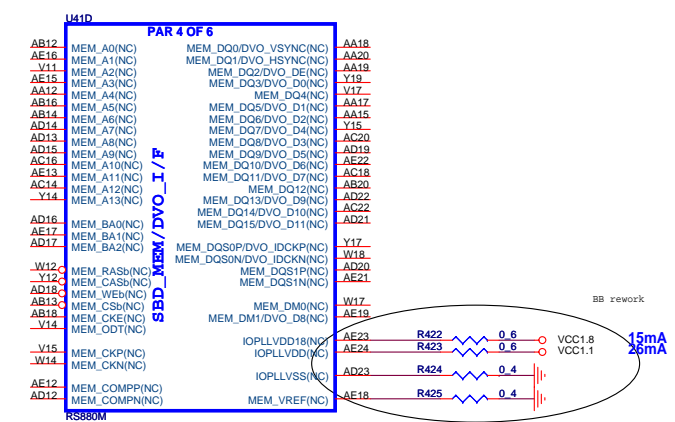 U41D
PAR 4 OF 6
AB12 MEM_A0(NC) MEM_DQ0/DVO_VSYNC(NC) AA18
AE16 MEM_A1(NC) MEM_DQ1/DVO_HSYNC(NC) AA20
V11 MEM_A2(NC) MEM_DQ2/DVO_DE(NC) AA19
AE15 MEM_A3(NC) MEM_DQ3/DVO_D0(NC) Y19
AA12 MEM_A4(NC) MEM_DQ4(NC) V17
AB16 MEM_A5(NC) MEM_DQ5/DVO_D1(NC) AA17
AB14 MEM_A6(NC) MEM_DQ6/DVO_D2(NC) AA15
AD14 MEM_A7(NC) MEM_DQ7/DVO_D4(NC) Y15
AD13 MEM_A8(NC) MEM_DQ8/DVO_D3(NC) AC20
AD15 MEM_A9(NC) MEM_DQ9/DVO_D5(NC) AD19
AC16 MEM_A10(NC) MEM_DQ10/DVO_D6(NC) AE22
AE13 MEM_A11(NC) MEM_DQ11/DVO_D7(NC) AC18
AC14 MEM_A12(NC) MEM_DQ12(NC) AB20
Y14 MEM_A13(NC) MEM_DQ13/DVO_D9(NC) AD22
MEM_DQ14/DVO_D10(NC) AC22
AD16 MEM_BA0(NC) MEM_DQ15/DVO_D11(NC) AD21
AE17 MEM_BA1(NC)
AD17 MEM_BA2(NC) MEM_DQS0P/DVO_IDCKP(NC) Y17
MEM_DQS0N/DVO_IDCKN(NC) W18
W12 MEM_RASb(NC) MEM_DQS1P(NC) AD20
Y12 MEM_CASb(NC) MEM_DQS1N(NC) AE21
AD18 MEM_WEb(NC)
AB13 MEM_CSb(NC) MEM_DM0(NC) W17
AB18 MEM_CKE(NC) MEM_DM1/DVO_D8(NC) AE19
V14 MEM_ODT(NC)
SBD_MEM/DVO_I/F
BB rework
IOPLLVDD18(NC) AE23 R422 0_6 VCC1.8 15mA
V15 MEM_CKP(NC) IOPLLVDD(NC) AE24 R423 0_6 VCC1.1 26mA
W14 MEM_CKN(NC)
IOPLLVSS(NC) AD23 R424 0_4
AE12 MEM_COMPP(NC)
AD12 MEM_COMPN(NC) MEM_VREF(NC) AE18 R425 0_4
RS880M